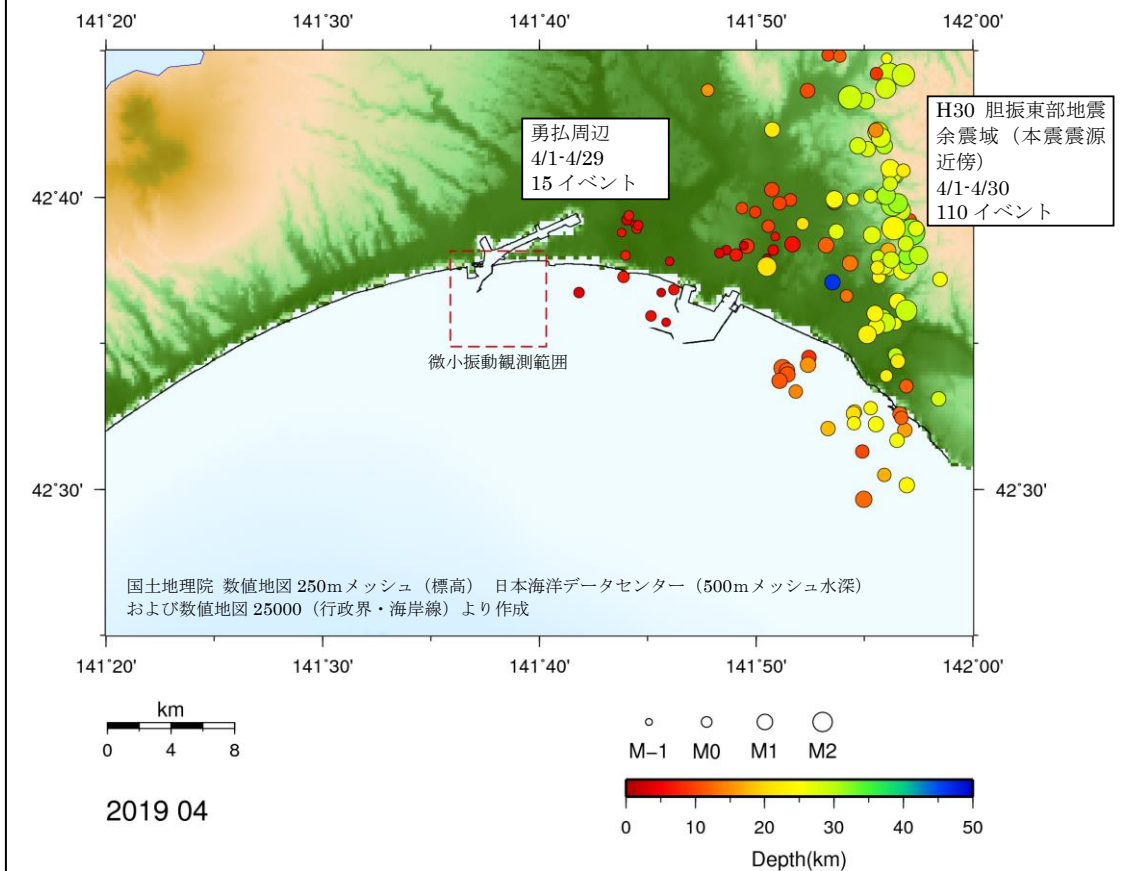 141˚20' 141˚30' 141˚40' 141˚50' 142˚00'
H30 胆振東部地震
余震域（本震震源
近傍）
4/1-4/30
110 イベント
勇払周辺
4/1-4/29
15 イベント
42˚40'
微小振動観測範囲
42˚30' 42˚30'
国土地理院 数値地図 250mメッシュ（標高） 日本海洋データセンター（500mメッシュ水深）
および数値地図 25000（行政界・海岸線）より作成
141˚20' 141˚30' 141˚40' 141˚50' 142˚00'
km
0 4 8
M−1 M0 M1 M2
2019 04
0 10 20 30 40 50
Depth(km)